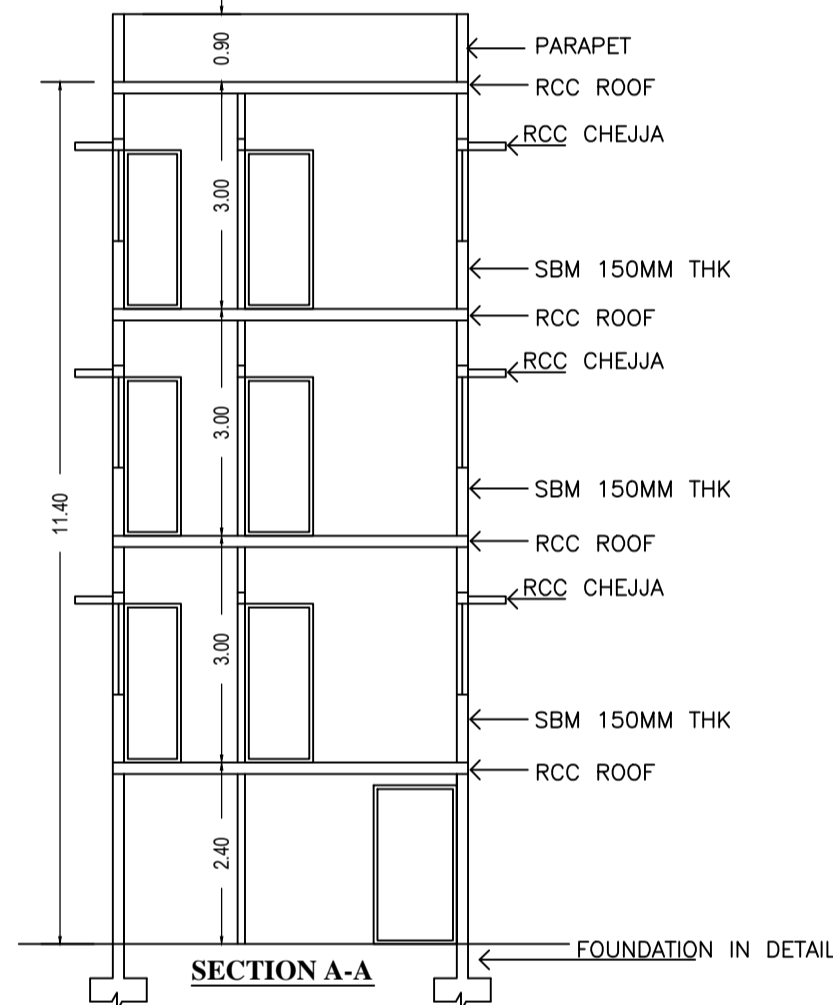 0.90
PARAPET
RCC ROOF
RCC CHEJJA
3.00
SBM 150MM THK
RCC ROOF
RCC CHEJJA
3.00
11.40
SBM 150MM THK
RCC ROOF
RCC CHEJJA
3.00
SBM 150MM THK
RCC ROOF
2.40
FOUNDATION IN DETAIL
SECTION A-A